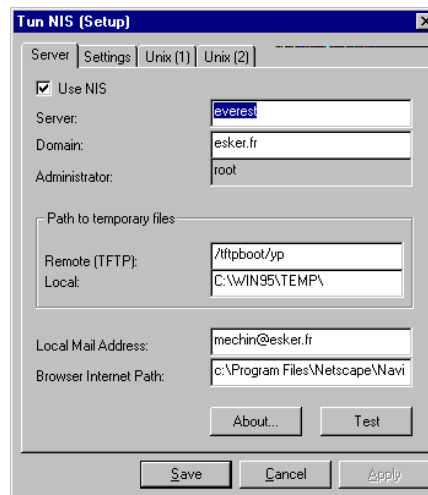 Tun NIS (Setup)
Server Settings Unix (1) Unix (2)
Use NIS
Server: everest
Domain: esker.fr
Administrator: root
Path to temporary files
Remote (TFTP): /tftpboot/yp
Local: C:\WIN95\TEMP\
Local Mail Address: mechin@esker.fr
Browser Internet Path: c:\Program Files\Netscape\Navi
About... Test
Save Cancel Apply